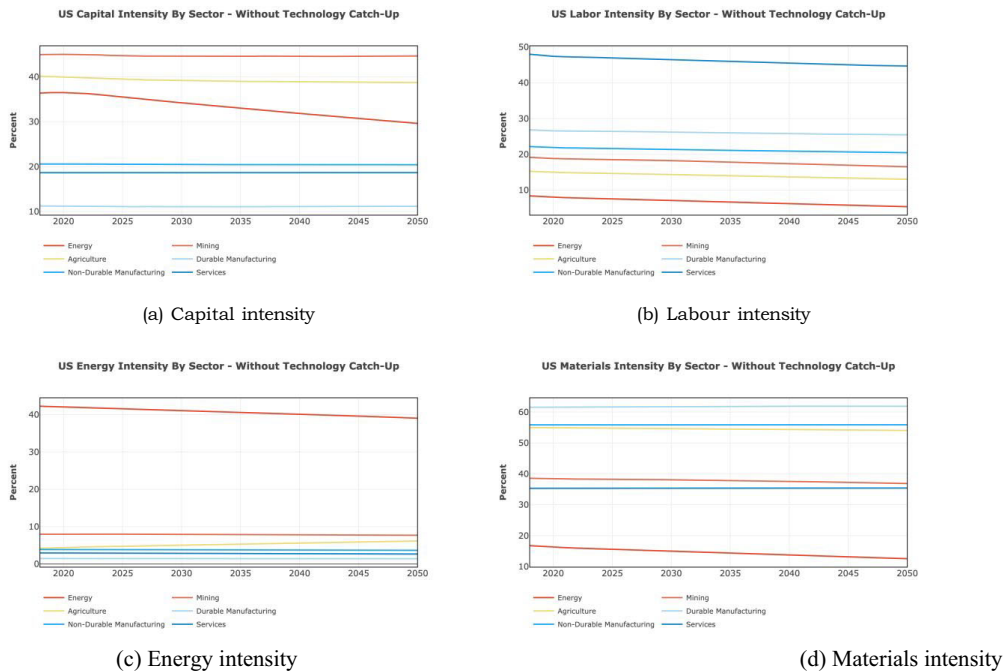 US Capital Intensity By Sector - Without Technology Catch-Up
Percent
40
30
20
10
2020 2025 2030 2035 2040 2045 2050
Energy Mining
Agriculture Durable Manufacturing
Non-Durable Manufacturing Services
(a) Capital intensity
US Labor Intensity By Sector - Without Technology Catch-Up
Percent
50
40
30
20
10
2020 2025 2030 2035 2040 2045 2050
Energy Mining
Agriculture Durable Manufacturing
Non-Durable Manufacturing Services
(b) Labour intensity
US Energy Intensity By Sector - Without Technology Catch-Up
Percent
40
30
20
10
0
2020 2025 2030 2035 2040 2045 2050
Energy Mining
Agriculture Durable Manufacturing
Non-Durable Manufacturing Services
(c) Energy intensity
US Materials Intensity By Sector - Without Technology Catch-Up
Percent
60
50
40
30
20
10
2020 2025 2030 2035 2040 2045 2050
Energy Mining
Agriculture Durable Manufacturing
Non-Durable Manufacturing Services
(d) Materials intensity